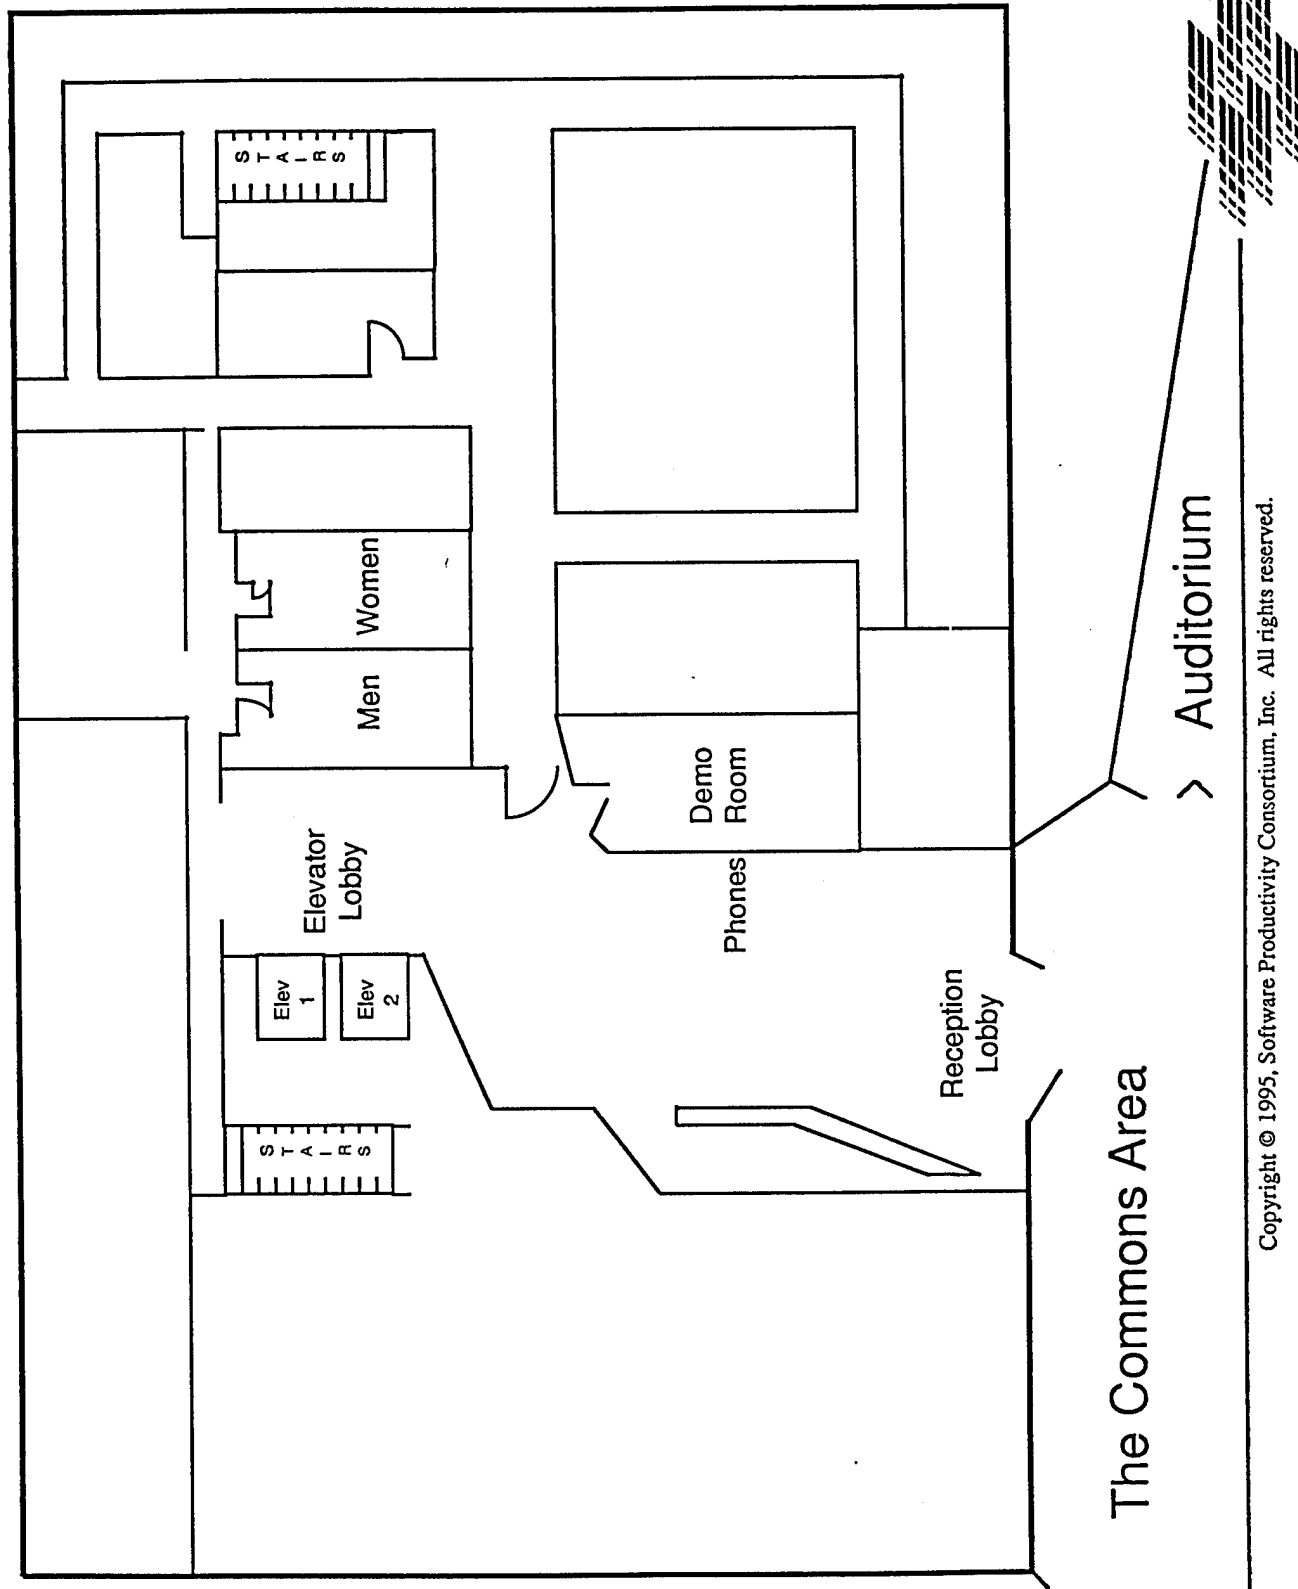 STAIRS
Women
Men
Elevator
Lobby
Elev
1
Elev
2
STAIRS
Demo
Room
Phones
Reception
Lobby
The Commons Area
> Auditorium
Copyright © 1995, Software Productivity Consortium, Inc. All rights reserved.